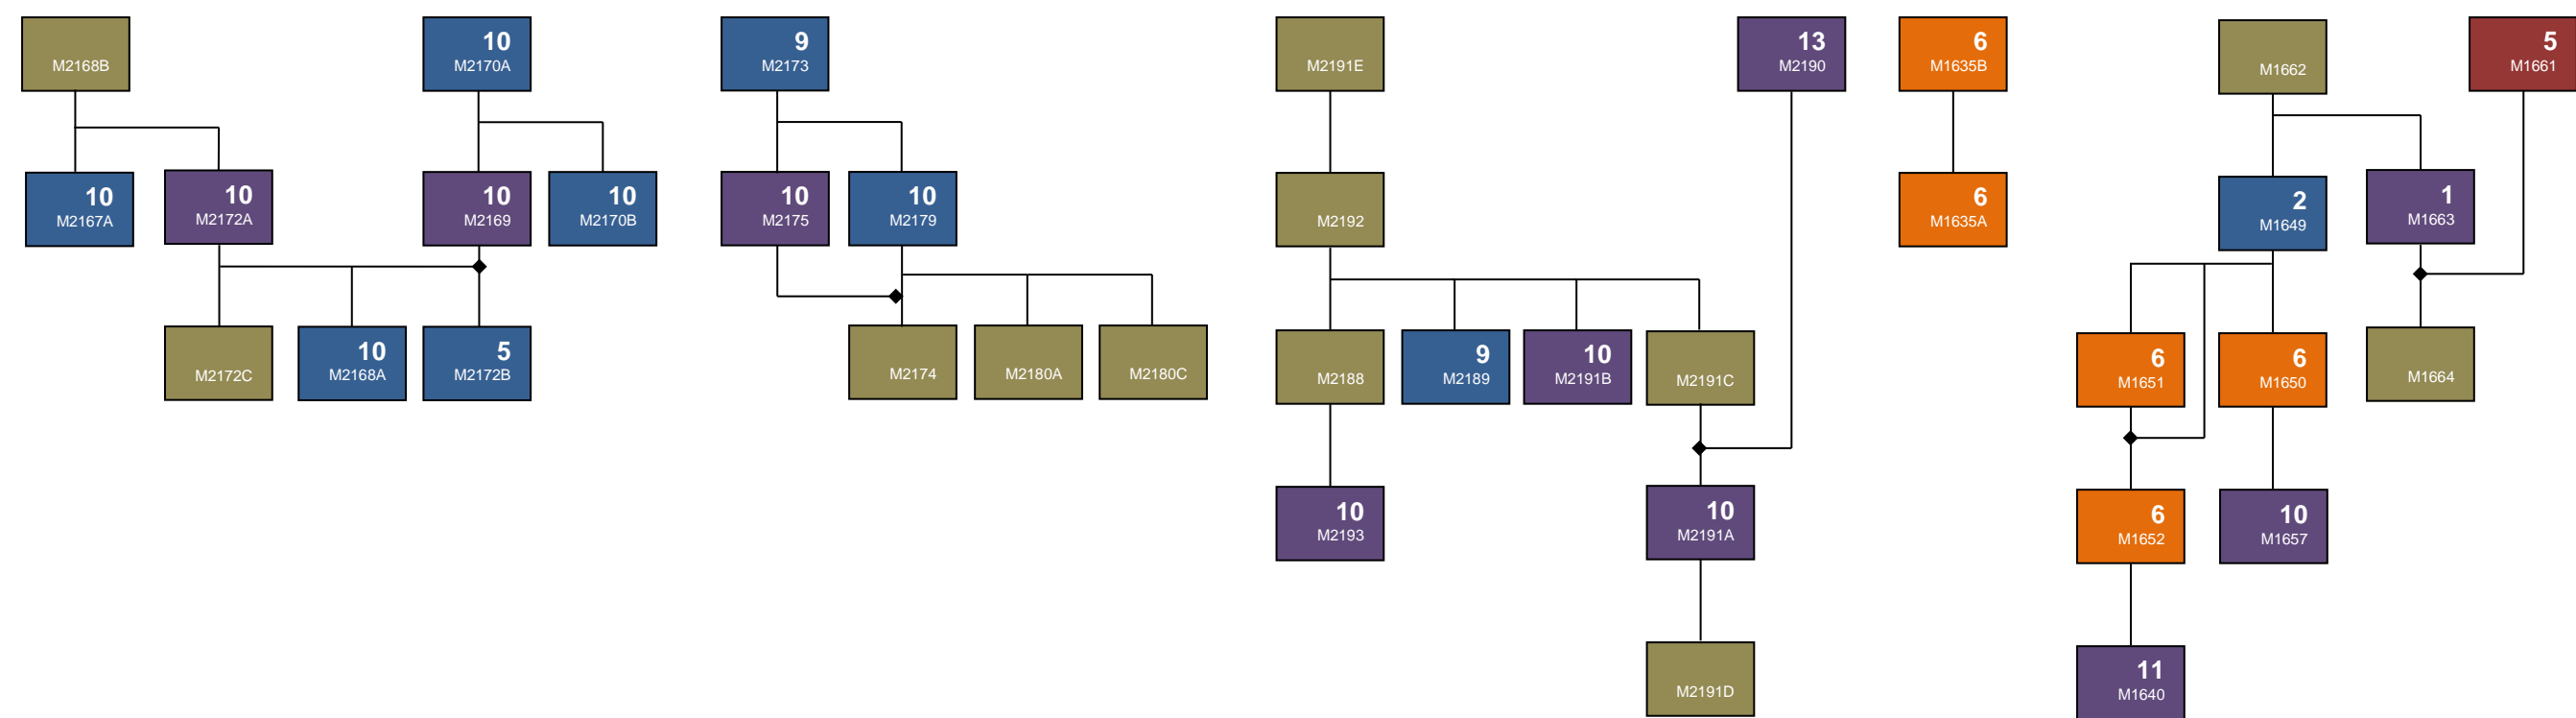 M2168B
10
M2170A
9
M2173
M2191E
13
M2190
6
M1635B
M1662
5
M1661
10
M2167A
10
M2172A
10
M2169
10
M2170B
10
M2175
10
M2179
M2192
6
M1635A
2
M1649
1
M1663
M2172C
10
M2168A
5
M2172B
M2174
M2180A
M2180C
M2188
9
M2189
10
M2191B
M2191C
6
M1651
6
M1650
M1664
10
M2193
10
M2191A
6
M1652
10
M1657
M2191D
11
M1640